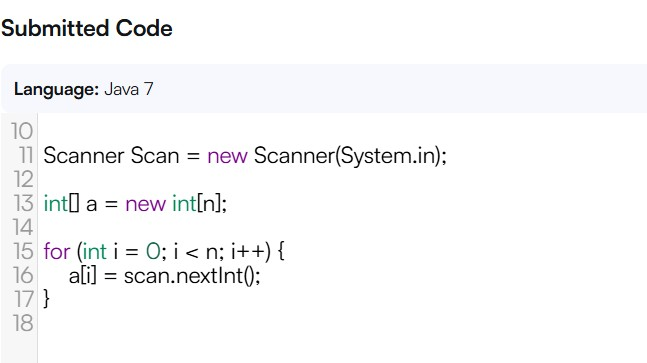 Submitted Code
Language: Java 7
10
11 Scanner Scan = new Scanner(System.in);
12
13 int[] a = new int[n];
14
15 for (int i = 0; i < n; i++) {
16 a[i] = scan.nextInt();
17 }
18